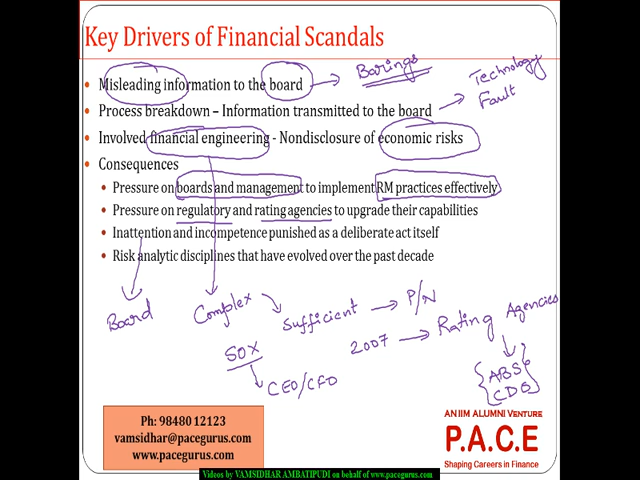 Key Drivers of Financial Scandals
• Misleading information to the board → Barings
• Process breakdown – Information transmitted to the board → Technology Fault
• Involved financial engineering - Nondisclosure of economic risks
• Consequences
• Pressure on boards and management to implement RM practices effectively
• Pressure on regulatory and rating agencies to upgrade their capabilities
• Inattention and incompetence punished as a deliberate act itself
• Risk analytic disciplines that have evolved over the past decade
Board
Complex
Sufficient → P/N
2007 → Rating Agencies
SOX
CEO/CFO
{ABS}
{CDO}
Ph: 98480 12123
vamsidhar@pacegurus.com
www.pacegurus.com
AN IIM ALUMNI VENTURE
P.A.C.E
Shaping Careers in Finance
Videos by VAMSIDHAR AMBATIPUDI on behalf of www.pacegurus.com